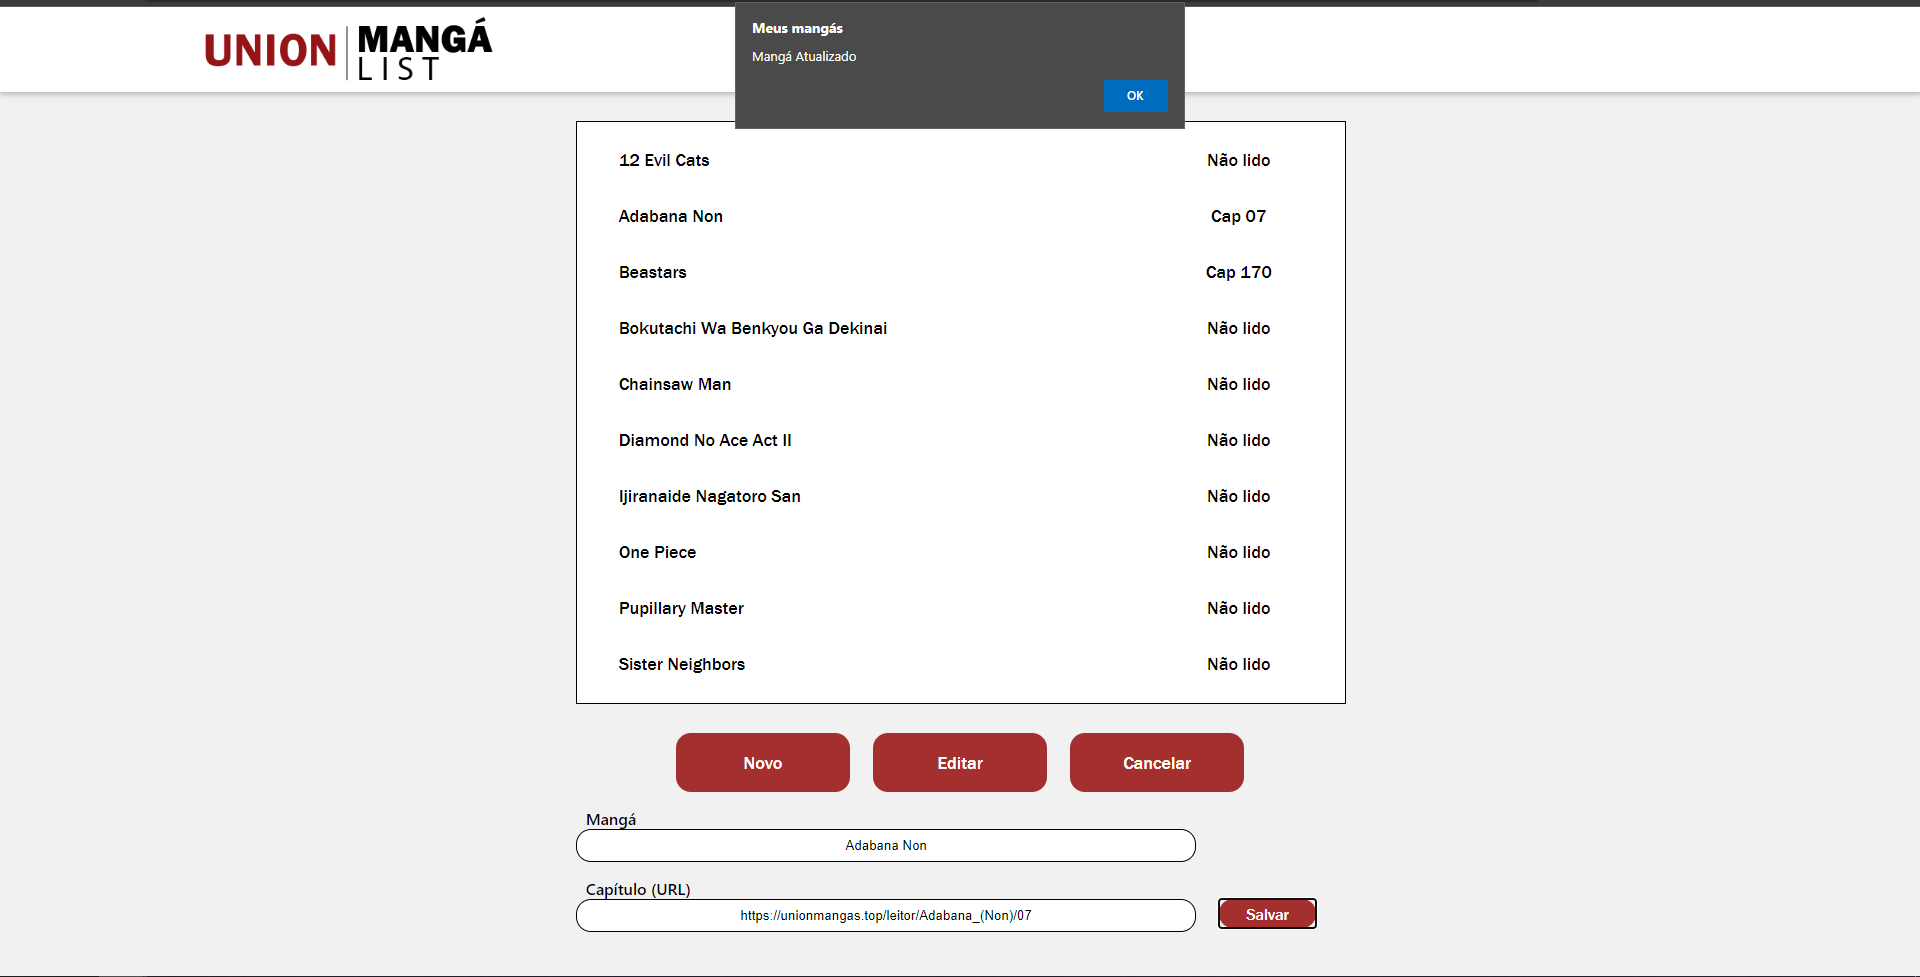 UNION MANGÁ
LIST
Meus mangás
Mangá Atualizado
OK
12 Evil Cats Não lido
Adabana Non Cap 07
Beastars Cap 170
Bokutachi Wa Benkyou Ga Dekinai Não lido
Chainsaw Man Não lido
Diamond No Ace Act II Não lido
Ijiranaide Nagatoro San Não lido
One Piece Não lido
Pupillary Master Não lido
Sister Neighbors Não lido
Novo Editar Cancelar
Mangá
Adabana Non
Capítulo (URL)
https://unionmangas.top/leitor/Adabana_(Non)/07 Salvar